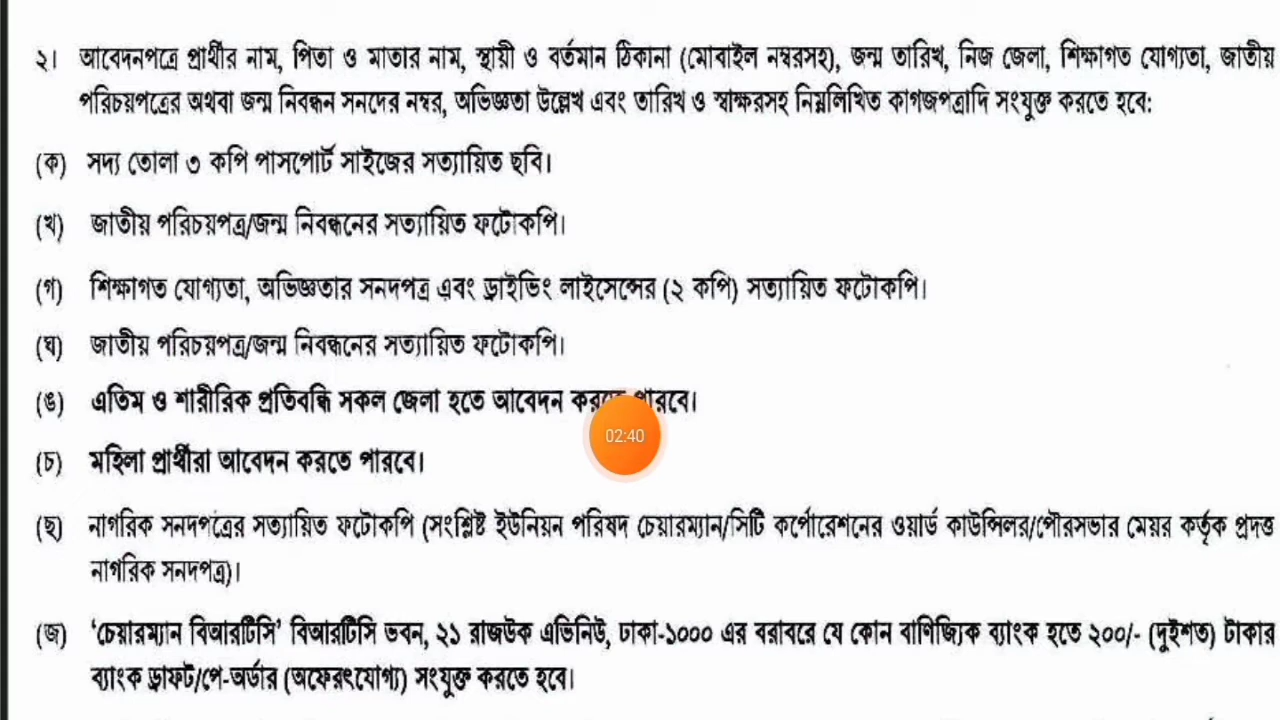 ২। আবেদনপত্রে প্রার্থীর নাম, পিতা ও মাতার নাম, স্থায়ী ও বর্তমান ঠিকানা (মোবাইল নম্বরসহ), জন্ম তারিখ, নিজ জেলা, শিক্ষাগত যোগ্যতা, জাতীয়
পরিচয়পত্রের অথবা জন্ম নিবন্ধন সনদের নম্বর, অভিজ্ঞতা উল্লেখ এবং তারিখ ও স্বাক্ষরসহ নিম্নলিখিত কাগজপত্রাদি সংযুক্ত করতে হবে:
(ক) সদ্য তোলা ৩ কপি পাসপোর্ট সাইজের সত্যায়িত ছবি।
(খ) জাতীয় পরিচয়পত্র/জন্ম নিবন্ধনের সত্যায়িত ফটোকপি।
(গ) শিক্ষাগত যোগ্যতা, অভিজ্ঞতার সনদপত্র এবং ড্রাইভিং লাইসেন্সের (২ কপি) সত্যায়িত ফটোকপি।
(ঘ) জাতীয় পরিচয়পত্র/জন্ম নিবন্ধনের সত্যায়িত ফটোকপি।
(ঙ) এতিম ও শারীরিক প্রতিবন্ধি সকল জেলা হতে আবেদন করতে পারবে।
02:40
(চ) মহিলা প্রার্থীরা আবেদন করতে পারবে।
(ছ) নাগরিক সনদপত্রের সত্যায়িত ফটোকপি (সংশ্লিষ্ট ইউনিয়ন পরিষদ চেয়ারম্যান/সিটি কর্পোরেশনের ওয়ার্ড কাউন্সিলর/পৌরসভার মেয়র কর্তৃক প্রদত্ত
নাগরিক সনদপত্র)।
(জ) ‘চেয়ারম্যান বিআরটিসি’ বিআরটিসি ভবন, ২১ রাজউক এভিনিউ, ঢাকা-১০০০ এর বরাবরে যে কোন বাণিজ্যিক ব্যাংক হতে ২০০/- (দুইশত) টাকার
ব্যাংক ড্রাফট/পে-অর্ডার (অফেরৎযোগ্য) সংযুক্ত করতে হবে।